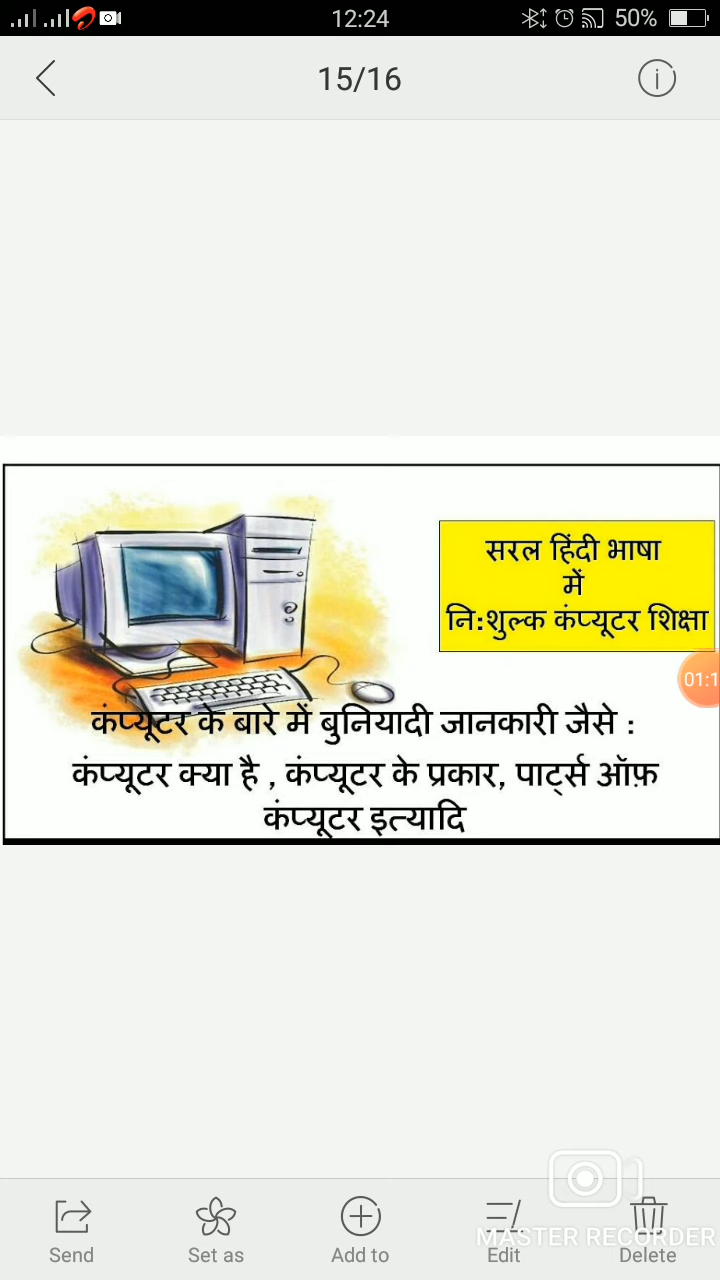 12:24
50%
15/16
सरल हिंदी भाषा
में
नि:शुल्क कंप्यूटर शिक्षा
01:1
कंप्यूटर के बारे में बुनियादी जानकारी जैसे :
कंप्यूटर क्या है , कंप्यूटर के प्रकार, पार्ट्स ऑफ़
कंप्यूटर इत्यादि
MASTER RECORDER
Send Set as Add to Edit Delete